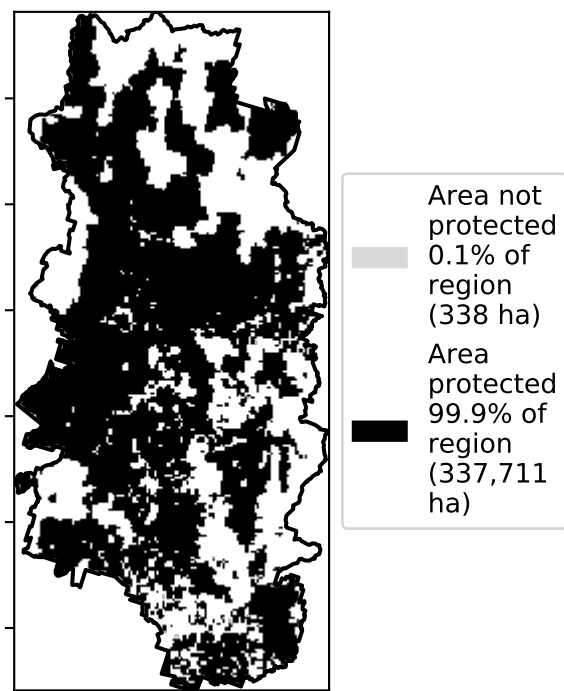 Area not
protected
0.1% of
region
(338 ha)
Area
protected
99.9% of
region
(337,711
ha)